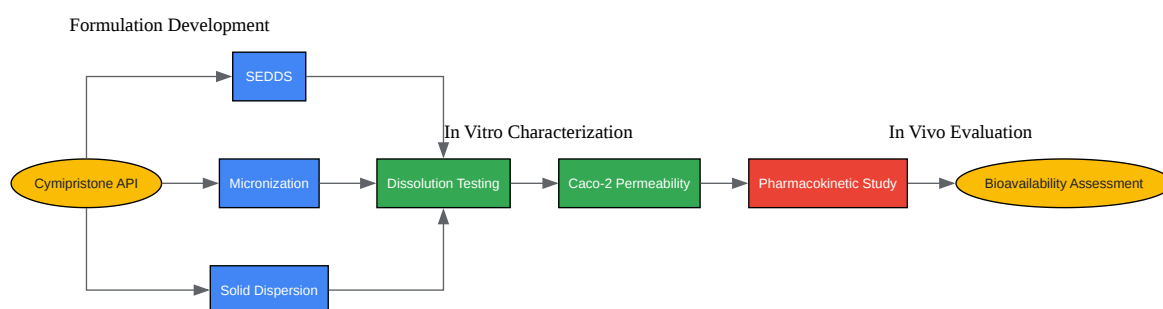 Formulation Development
SEDDS
In Vitro Characterization
In Vivo Evaluation
Cymipristone API
Micronization
Dissolution Testing
Caco-2 Permeability
Pharmacokinetic Study
Bioavailability Assessment
Solid Dispersion